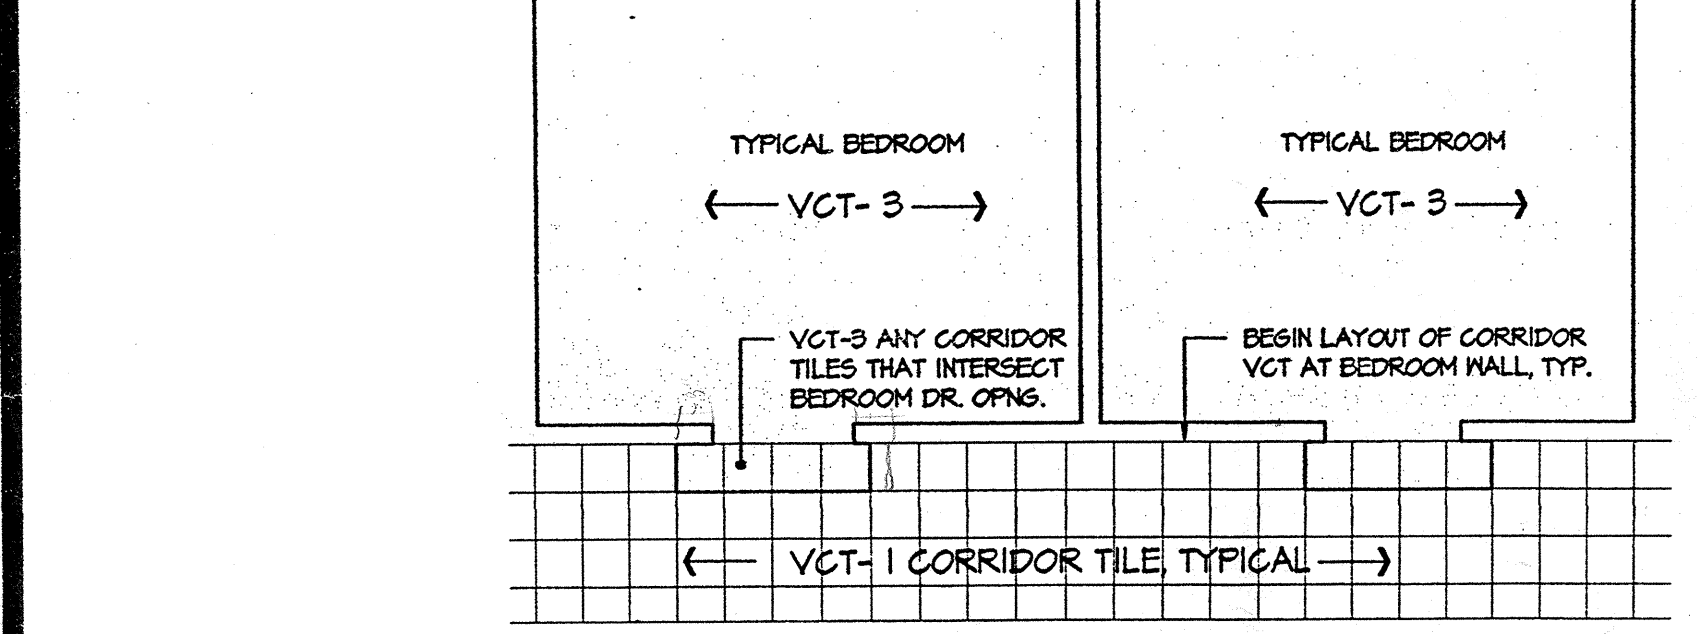 TYPICAL BEDROOM
VCT- 3
VCT-3 ANY CORRIDOR
TILES THAT INTERSECT
BEDROOM DR. OPNG.
TYPICAL BEDROOM
VCT- 3
BEGIN LAYOUT OF CORRIDOR
VCT AT BEDROOM WALL, TYP.
VCT- 1 CORRIDOR TILE, TYPICAL